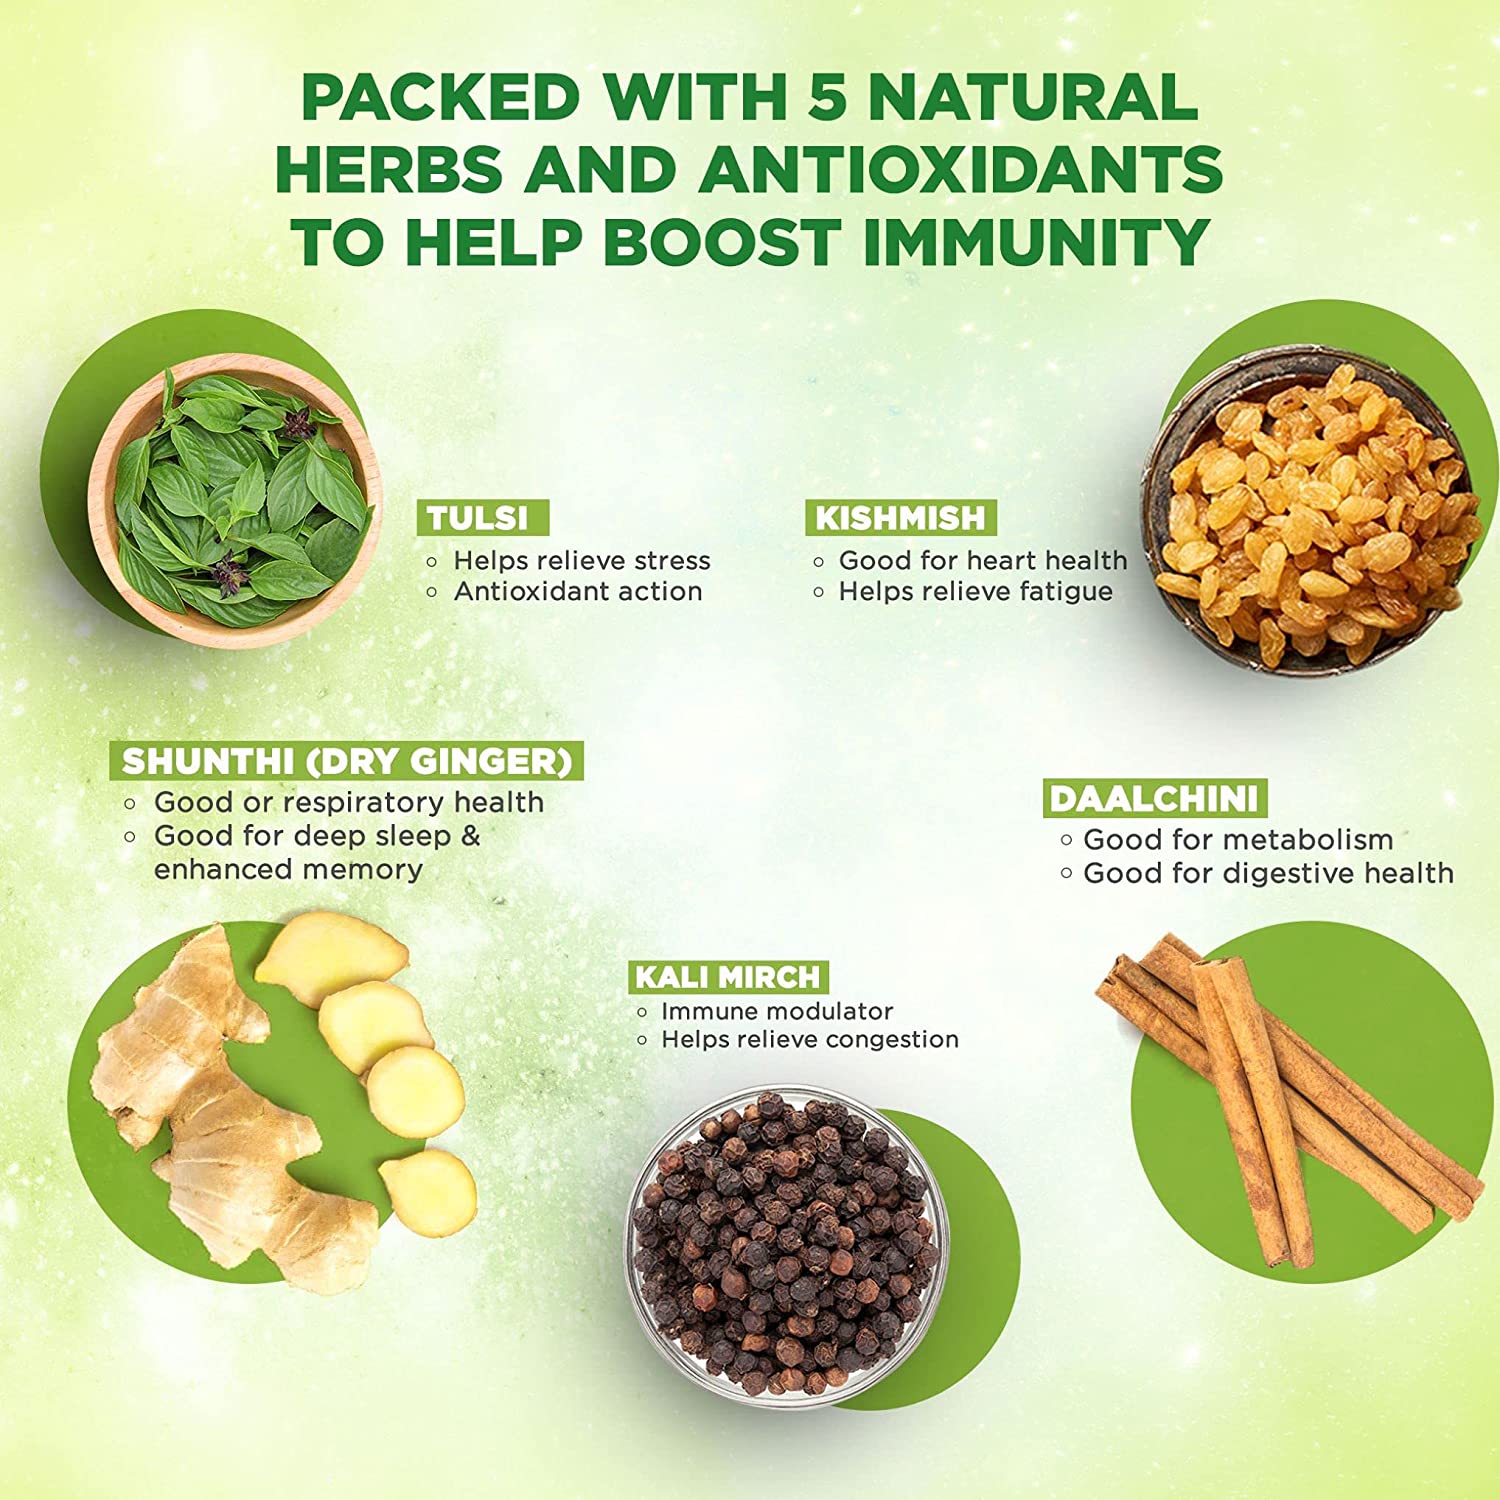 PACKED WITH 5 NATURAL
HERBS AND ANTIOXIDANTS
TO HELP BOOST IMMUNITY
TULSI
Helps relieve stress
Antioxidant action
KISHMISH
Good for heart health
Helps relieve fatigue
SHUNTHI (DRY GINGER)
Good or respiratory health
Good for deep sleep &
enhanced memory
DAALCHINI
Good for metabolism
Good for digestive health
KALI MIRCH
Immune modulator
Helps relieve congestion